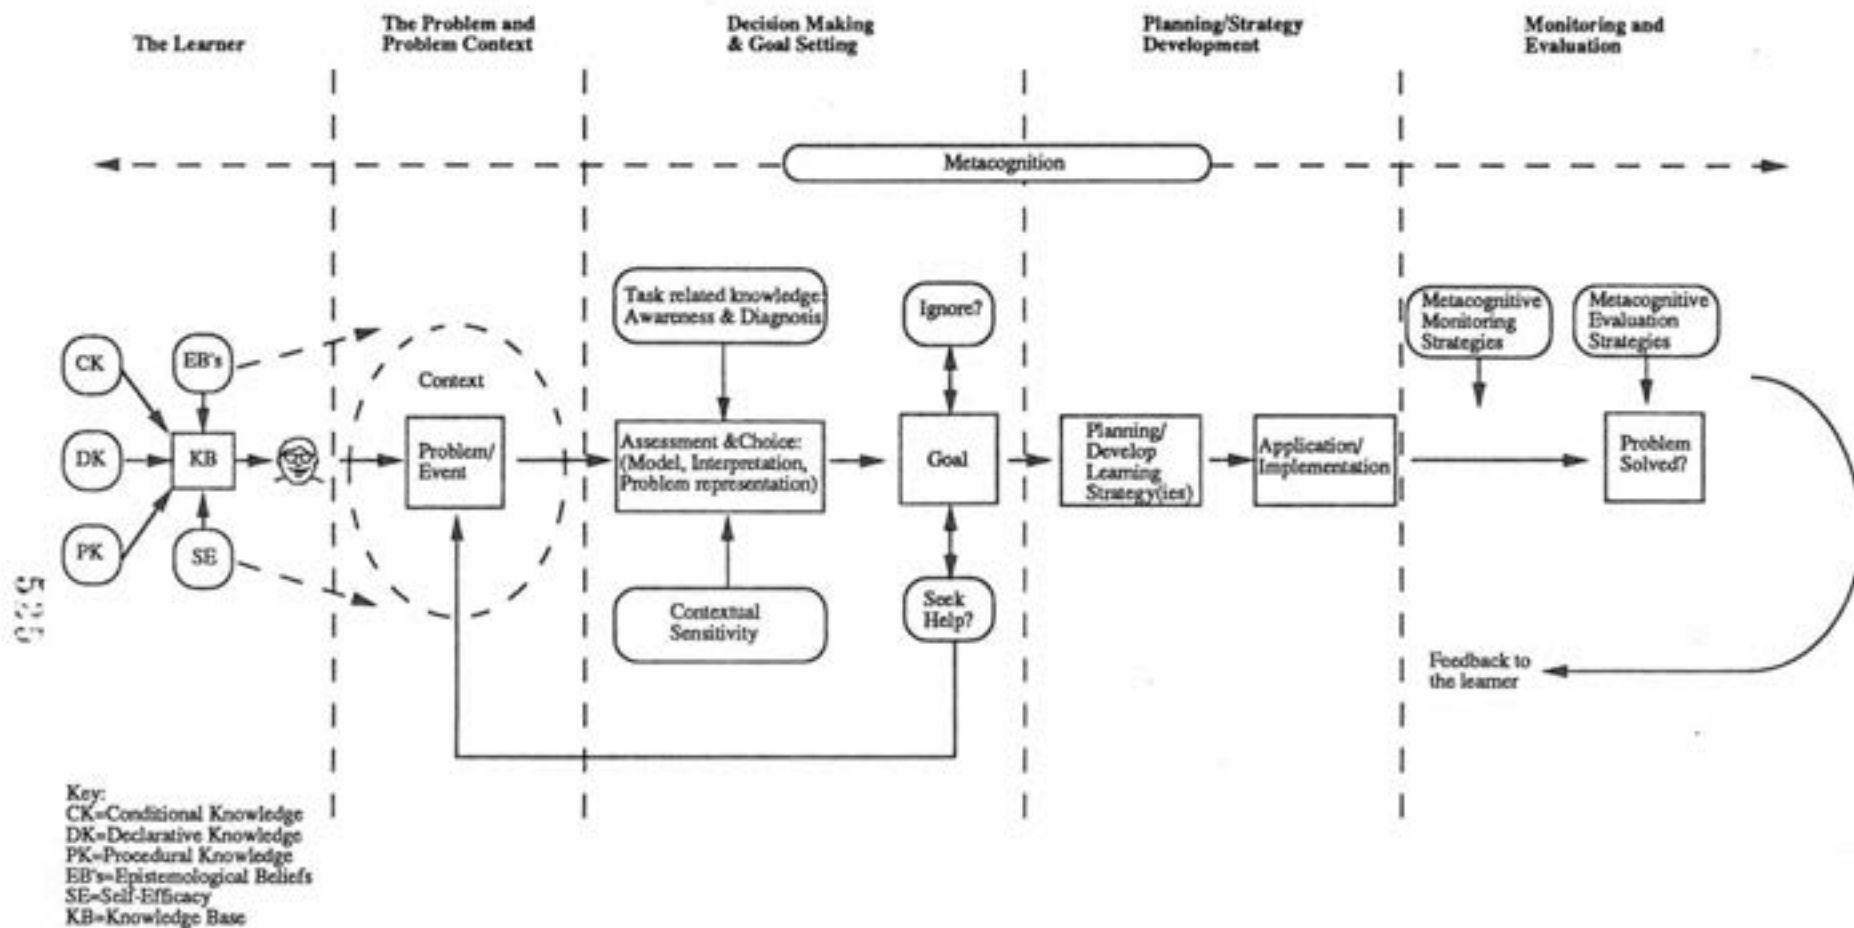 The Learner
The Problem and
Problem Context
Decision Making
& Goal Setting
Planning/Strategy
Development
Monitoring and
Evaluation
Metacognition
CK
DK
PK
EB's
KB
SE
Context
Problem/
Event
Task related knowledge:
Awareness & Diagnosis
Assessment &Choice:
(Model, Interpretation,
Problem representation)
Contextual
Sensitivity
Ignore?
Goal
Seek
Help?
Planning/
Develop
Learning
Strategy(ies)
Application/
Implementation
Metacognitive
Monitoring
Strategies
Metacognitive
Evaluation
Strategies
Problem
Solved?
Feedback to
the learner
Key:
CK=Conditional Knowledge
DK=Declarative Knowledge
PK=Procedural Knowledge
EB's=Epistemological Beliefs
SE=Self-Efficacy
KB=Knowledge Base